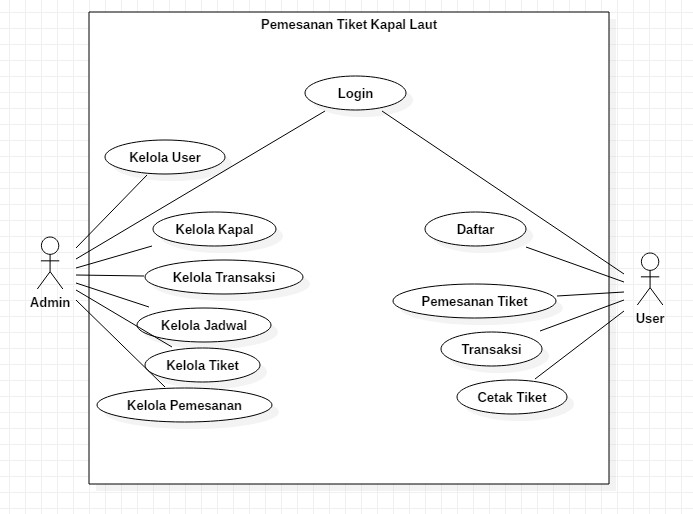 Pemesanan Tiket Kapal Laut
Login
Kelola User
Kelola Kapal
Daftar
Kelola Transaksi
Admin
Pemesanan Tiket
User
Kelola Jadwal
Transaksi
Kelola Tiket
Cetak Tiket
Kelola Pemesanan